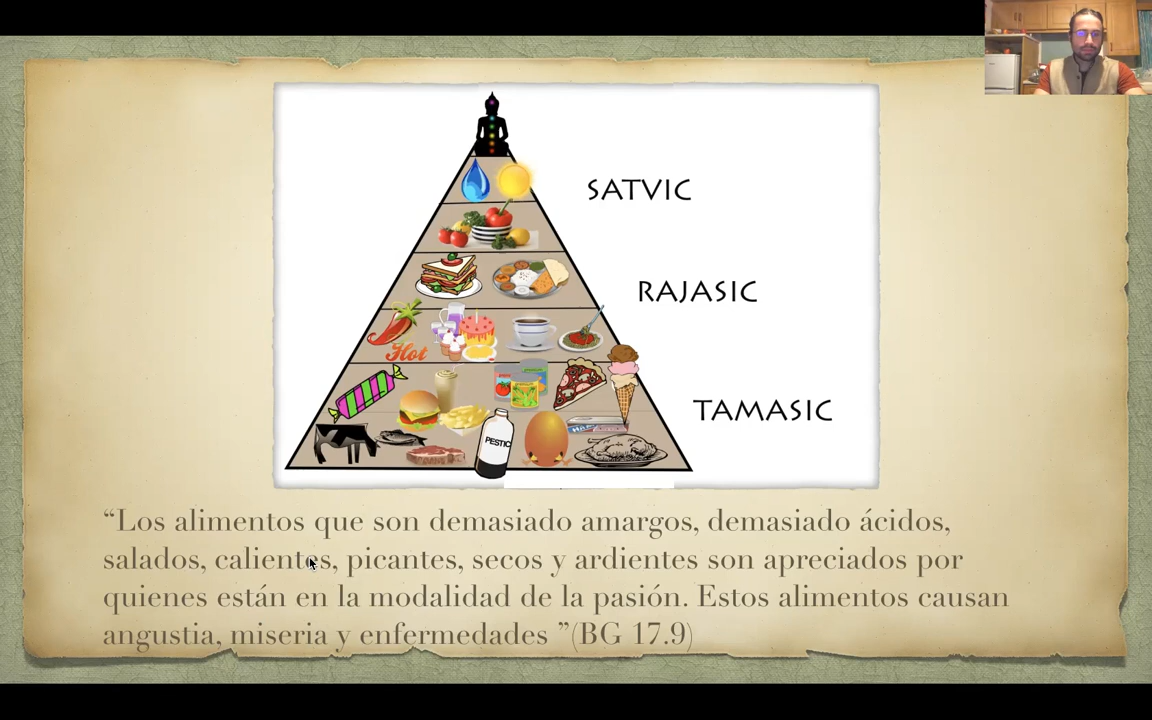 SATVIC
RAJASIC
Hot
TAMASIC
PESTIC
“Los alimentos que son demasiado amargos, demasiado ácidos,
salados, calientes, picantes, secos y ardientes son apreciados por
quienes están en la modalidad de la pasión. Estos alimentos causan
angustia, miseria y enfermedades ”(BG 17.9)